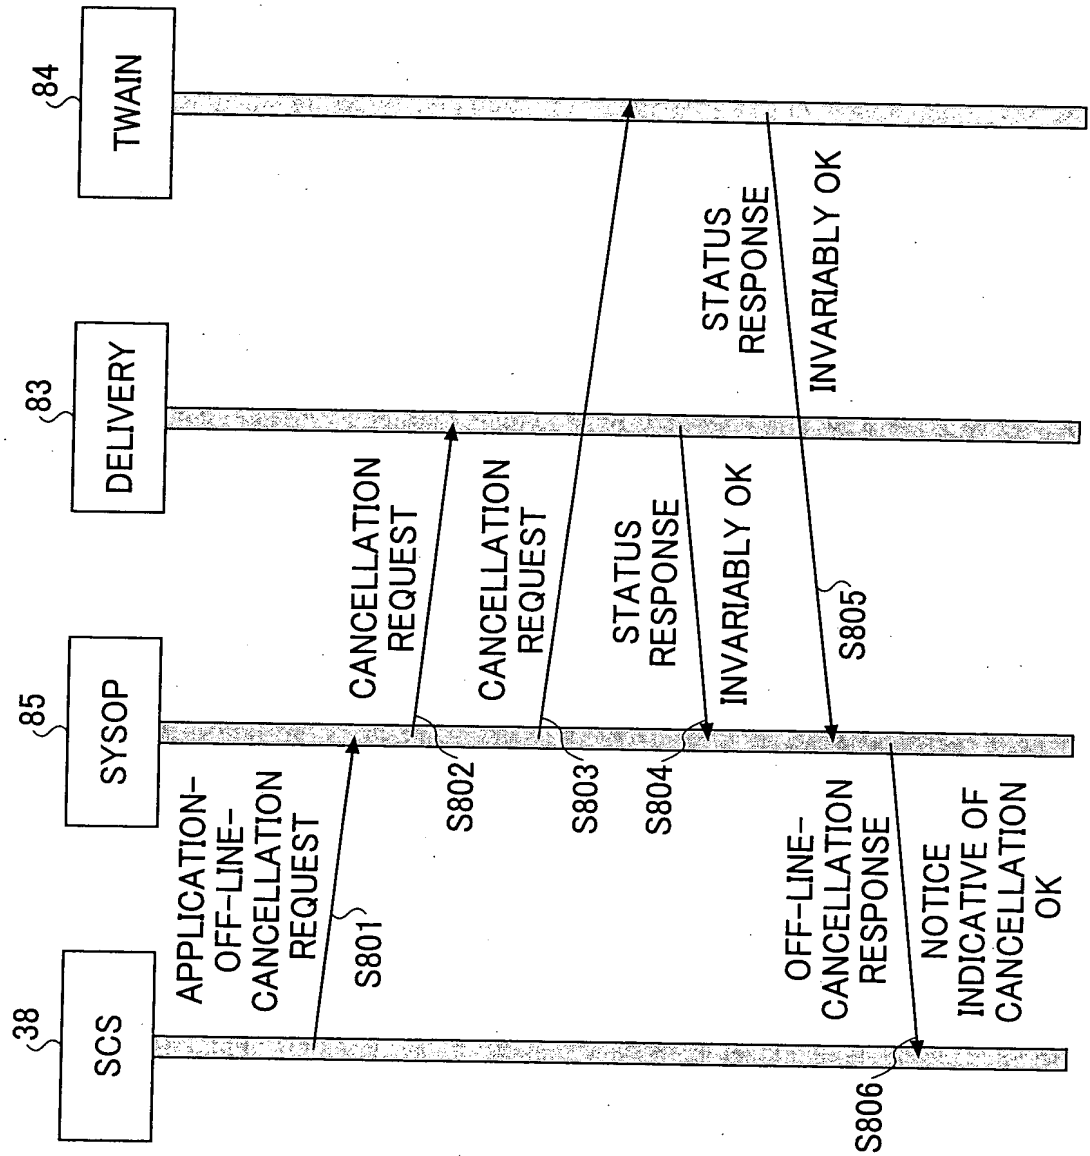 38
SCS
85
SYSOP
83
DELIVERY
84
TWAIN
APPLICATION-
OFF-LINE-
CANCELLATION
REQUEST
S801
CANCELLATION
REQUEST
S802
CANCELLATION
REQUEST
S803
STATUS
RESPONSE
INVARIABLY OK
S804
STATUS
RESPONSE
INVARIABLY OK
S805
OFF-LINE-
CANCELLATION
RESPONSE
NOTICE
INDICATIVE OF
CANCELLATION
OK
S806